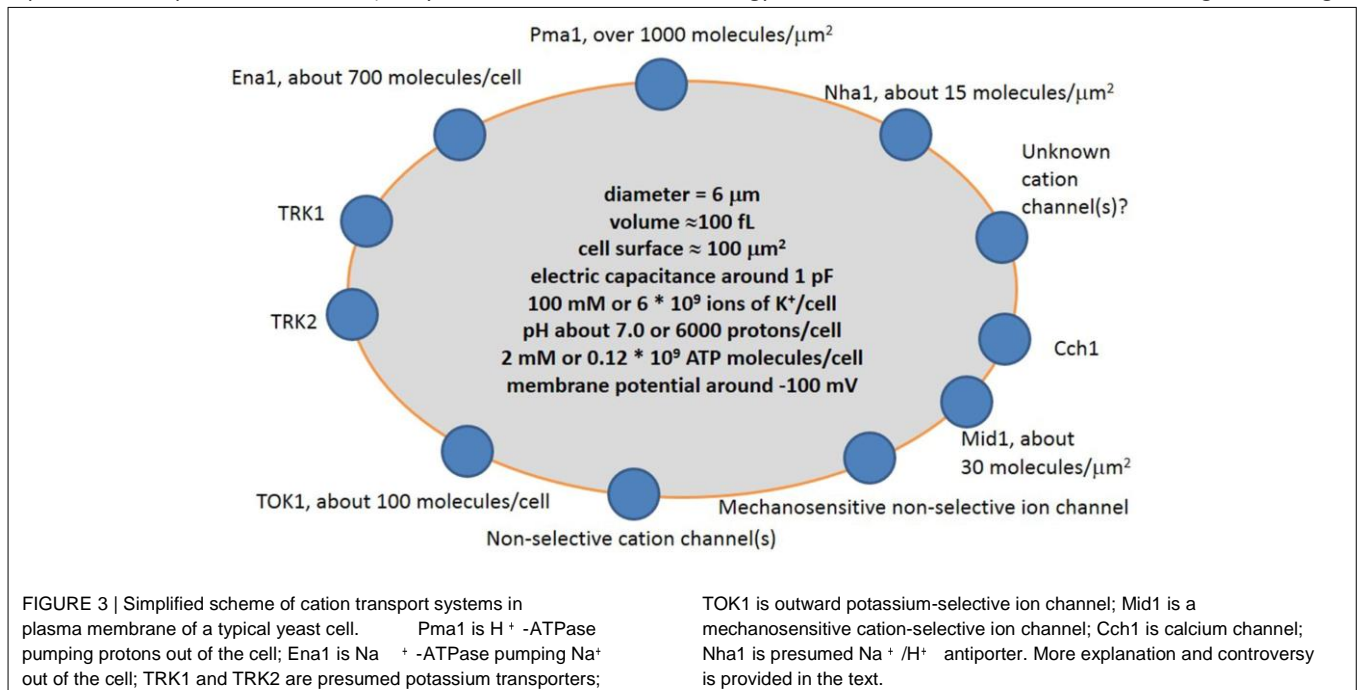 Pma1, over 1000 molecules/μm²
Ena1, about 700 molecules/cell
Nha1, about 15 molecules/μm²
Unknown
cation
channel(s)?
TRK1
diameter = 6 μm
volume ≈100 fL
cell surface ≈ 100 μm²
electric capacitance around 1 pF
100 mM or 6 * 10⁹ ions of K⁺/cell
pH about 7.0 or 6000 protons/cell
2 mM or 0.12 * 10⁹ ATP molecules/cell
membrane potential around -100 mV
TRK2
Cch1
Mid1, about
30 molecules/μm²
TOK1, about 100 molecules/cell
Mechanosensitive non-selective ion channel
Non-selective cation channel(s)
FIGURE 3 | Simplified scheme of cation transport systems in
plasma membrane of a typical yeast cell. Pma1 is H ⁺ -ATPase
pumping protons out of the cell; Ena1 is Na ⁺ -ATPase pumping Na⁺
out of the cell; TRK1 and TRK2 are presumed potassium transporters;
TOK1 is outward potassium-selective ion channel; Mid1 is a
mechanosensitive cation-selective ion channel; Cch1 is calcium channel;
Nha1 is presumed Na ⁺ /H⁺ antiporter. More explanation and controversy
is provided in the text.